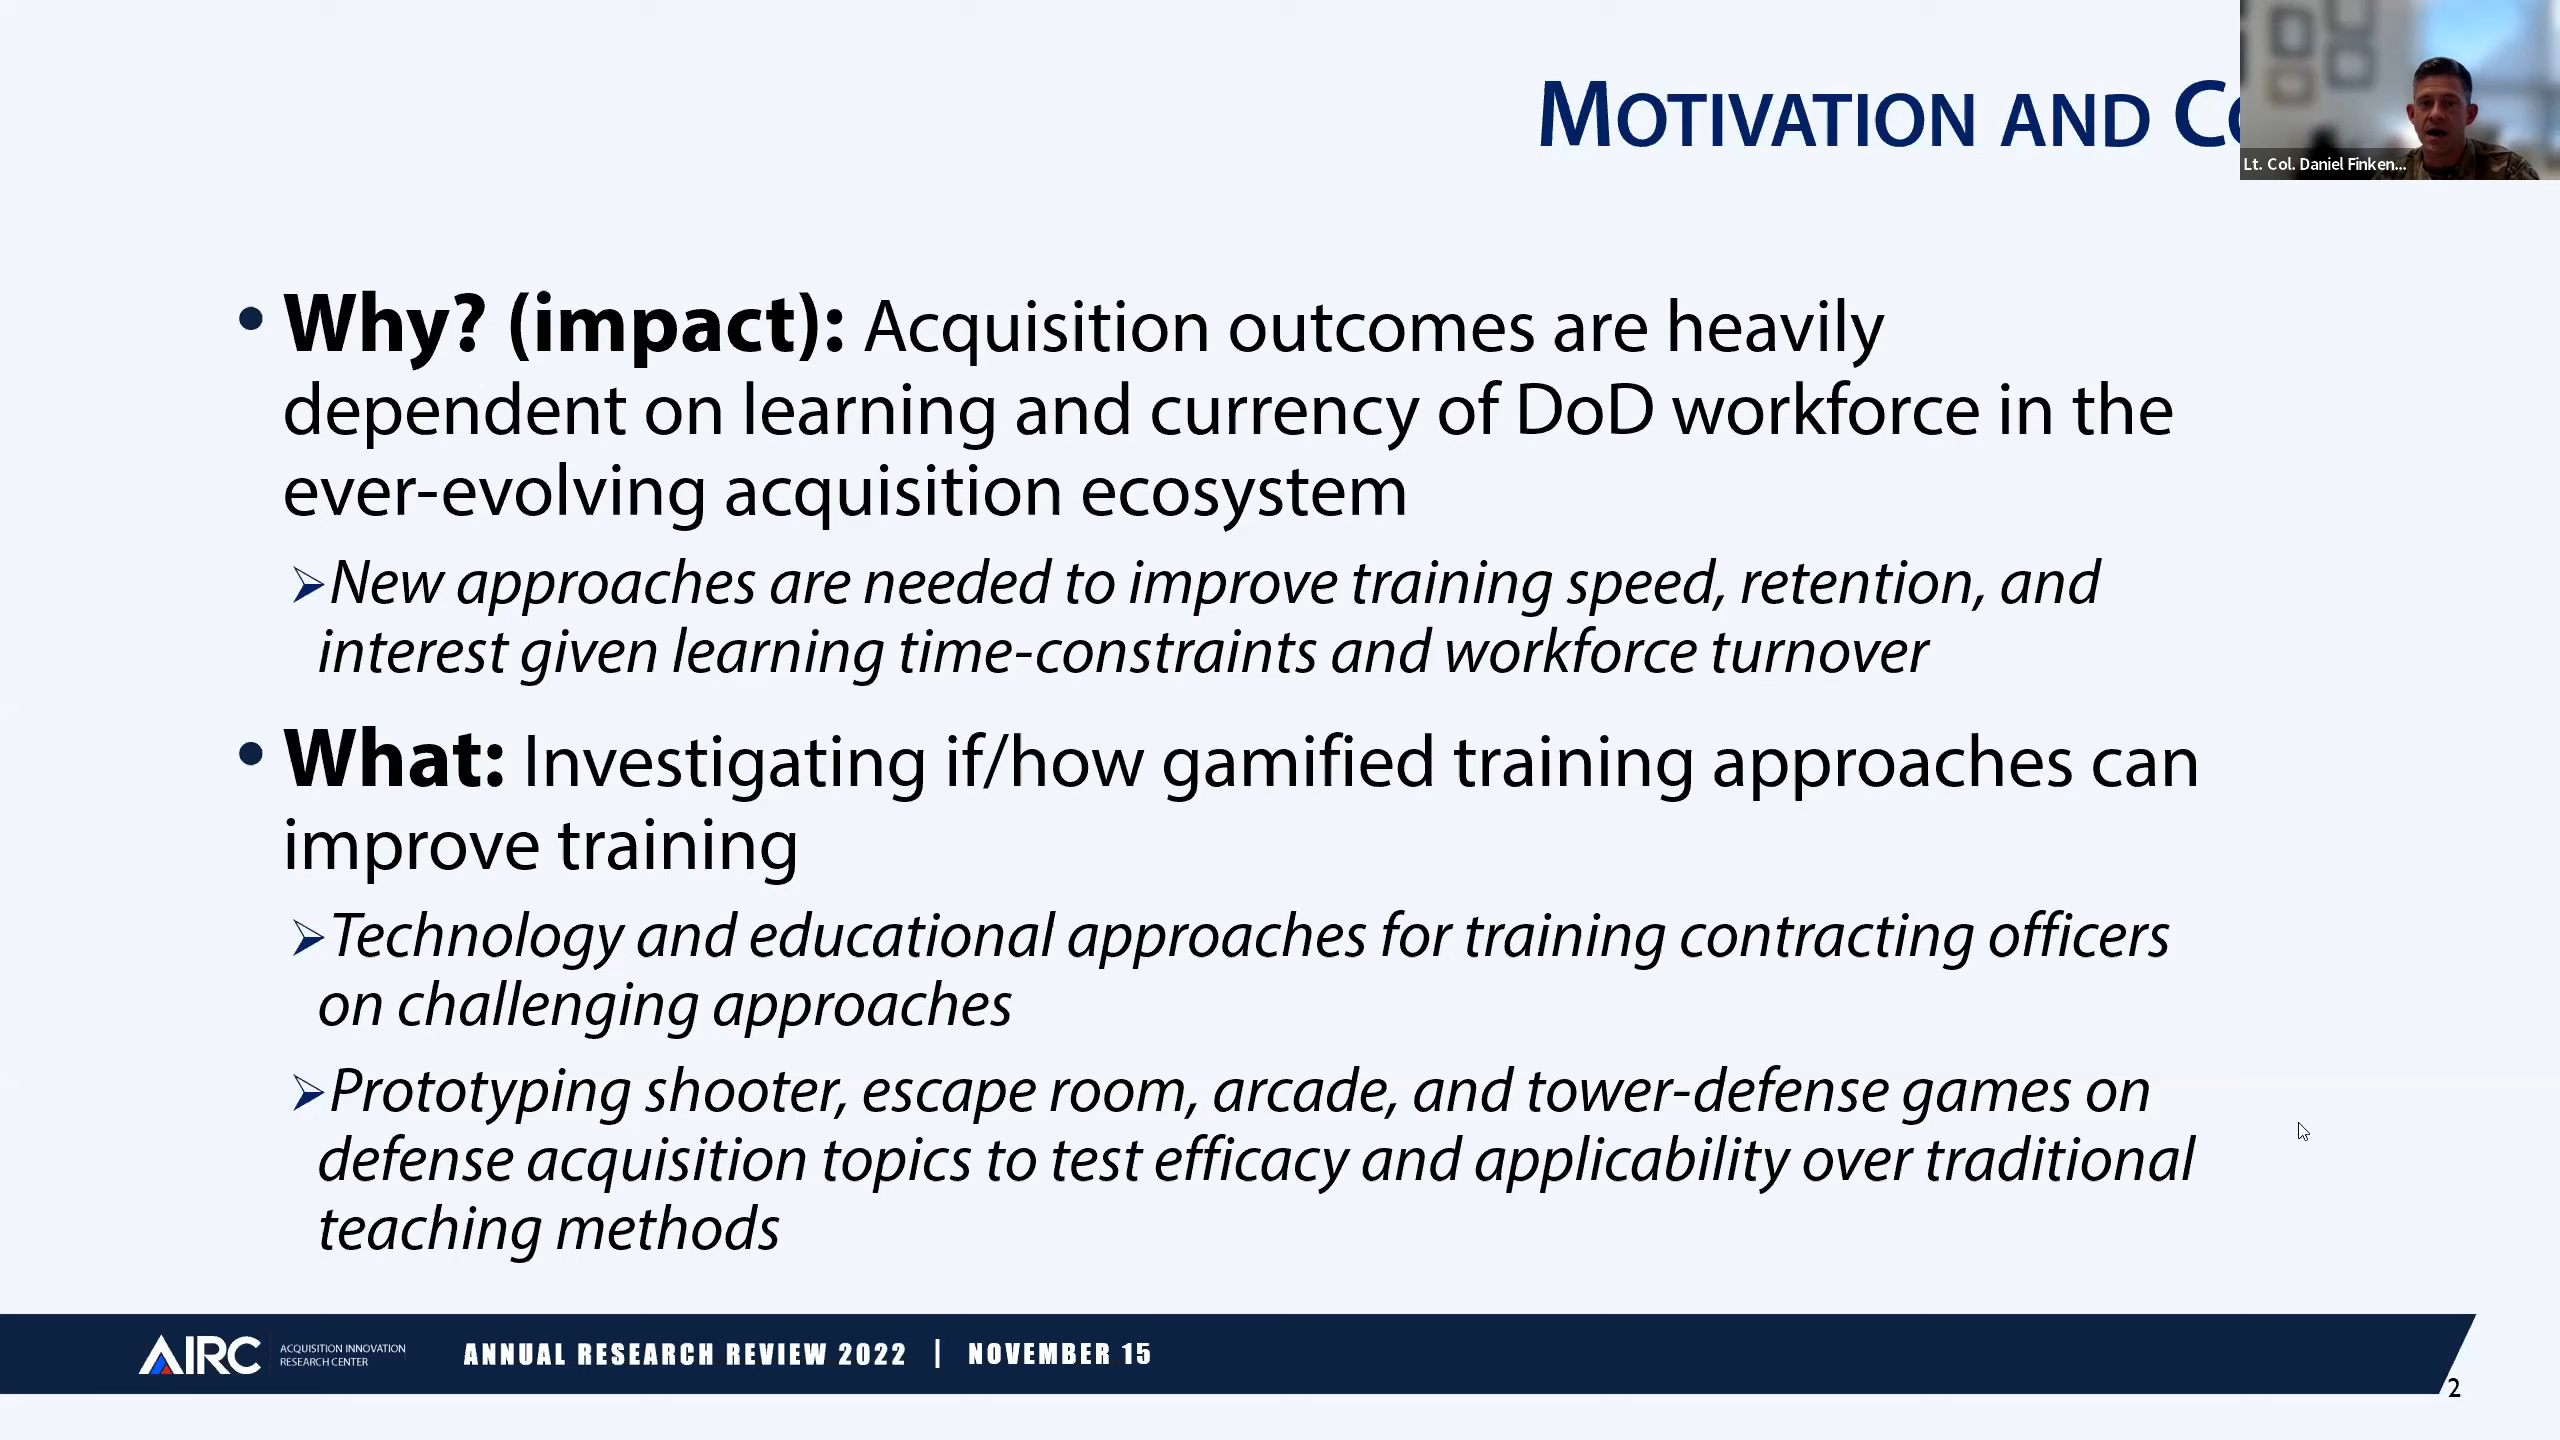 MOTIVATION AND C
Lt. Col. Daniel Finken...
• Why? (impact): Acquisition outcomes are heavily
dependent on learning and currency of DoD workforce in the
ever-evolving acquisition ecosystem
➢New approaches are needed to improve training speed, retention, and
interest given learning time-constraints and workforce turnover
• What: Investigating if/how gamified training approaches can
improve training
➢Technology and educational approaches for training contracting officers
on challenging approaches
➢Prototyping shooter, escape room, arcade, and tower-defense games on
defense acquisition topics to test efficacy and applicability over traditional
teaching methods
AIRC
ACQUISITION INNOVATION
RESEARCH CENTER
ANNUAL RESEARCH REVIEW 2022 | NOVEMBER 15
2